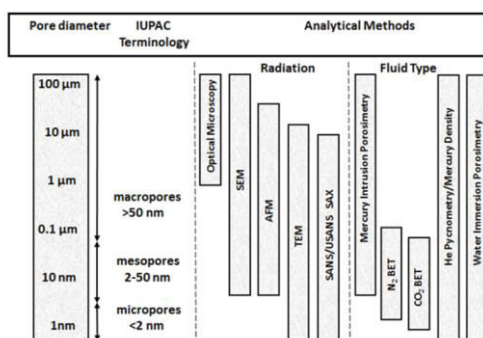 Pore diameter
IUPAC
Terminology
Analytical Methods
Radiation
Fluid Type
100 µm
10 µm
1 µm
0.1 µm
10 nm
1nm
macropores
>50 nm
mesopores
2-50 nm
micropores
<2 nm
Optical Microscopy
SEM
AFM
TEM
SANS/USANS SAX
Mercury Intrusion Porosimetry
N₂ BET
CO₂ BET
He Pycnometry/Mercury Density
Water Immersion Porosimetry